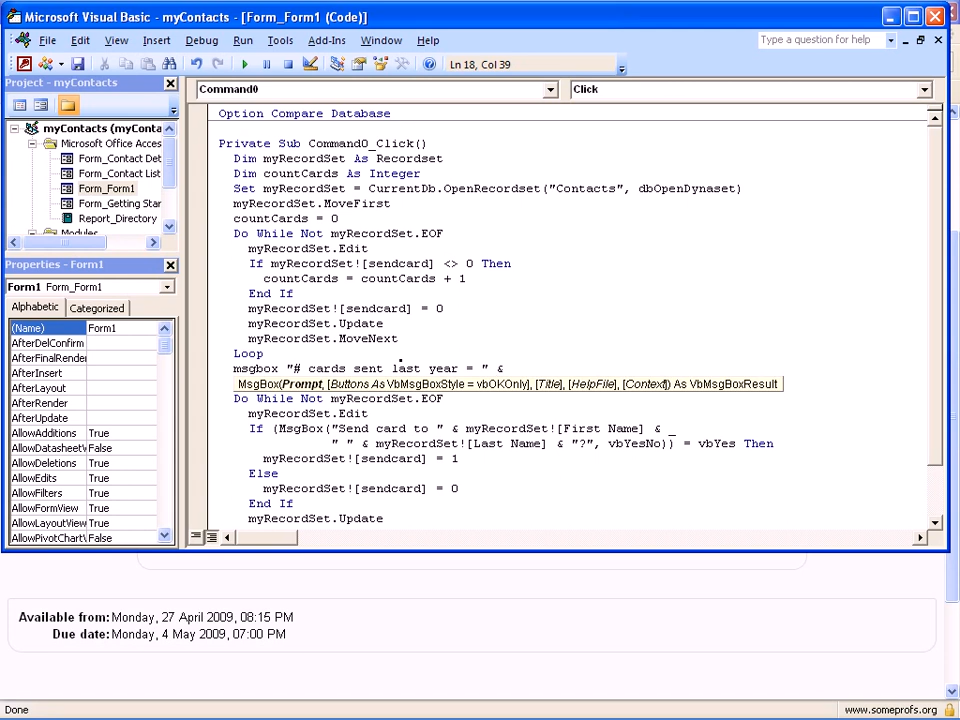 Microsoft Visual Basic - myContacts - [Form_Form1 (Code)]
File Edit View Insert Debug Run Tools Add-Ins Window Help
Type a question for help
Ln 18, Col 39
Project - myContacts
Command0
Click
myContacts (myConta
Microsoft Office Acces
Form_Contact Det
Form_Contact List
Form_Form1
Form_Getting Star
Report_Directory
Modules
Properties - Form1
Form1 Form_Form1
Alphabetic Categorized
(Name) Form1
AfterDelConfirm
AfterFinalRender
AfterInsert
AfterLayout
AfterRender
AfterUpdate
AllowAdditions True
AllowDatasheetV False
AllowDeletions True
AllowEdits True
AllowFilters True
AllowFormView True
AllowLayoutView True
AllowPivotChartV False
Option Compare Database
Private Sub Command0_Click()
Dim myRecordSet As Recordset
Dim countCards As Integer
Set myRecordSet = CurrentDb.OpenRecordset("Contacts", dbOpenDynaset)
myRecordSet.MoveFirst
countCards = 0
Do While Not myRecordSet.EOF
myRecordSet.Edit
If myRecordSet![sendcard] <> 0 Then
countCards = countCards + 1
End If
myRecordSet![sendcard] = 0
myRecordSet.Update
myRecordSet.MoveNext
Loop
msgbox "# cards sent last year = " &
MsgBox(Prompt, [Buttons As VbMsgBoxStyle = vbOKOnly], [Title], [HelpFile], [Context]) As VbMsgBoxResult
Do While Not myRecordSet.EOF
myRecordSet.Edit
If (MsgBox("Send card to " & myRecordSet![First Name] & _
" " & myRecordSet![Last Name] & "?", vbYesNo)) = vbYes Then
myRecordSet![sendcard] = 1
Else
myRecordSet![sendcard] = 0
End If
myRecordSet.Update
Available from: Monday, 27 April 2009, 08:15 PM
Due date: Monday, 4 May 2009, 07:00 PM
Done
www.someprofs.org